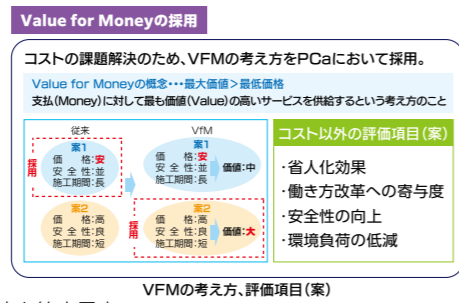 Value for Moneyの採用
コストの課題解決のため、VFMの考え方をPCaにおいて採用。
Value for Moneyの概念･･･最大価値＞最低価格
支払(Money)に対して最も価値(Value)の高いサービスを供給するという考え方のこと
従来
採用
案1
価格:安
安全性:並
施工期間:長
案2
価格:高
安全性:良
施工期間:短
VfM
案1
価格:安
安全性:並
施工期間:長
価値:中
採用
案2
価格:高
安全性:良
施工期間:短
価値:大
コスト以外の評価項目(案)
･省人化効果
･働き方改革への寄与度
･安全性の向上
･環境負荷の低減
VFMの考え方、評価項目(案)